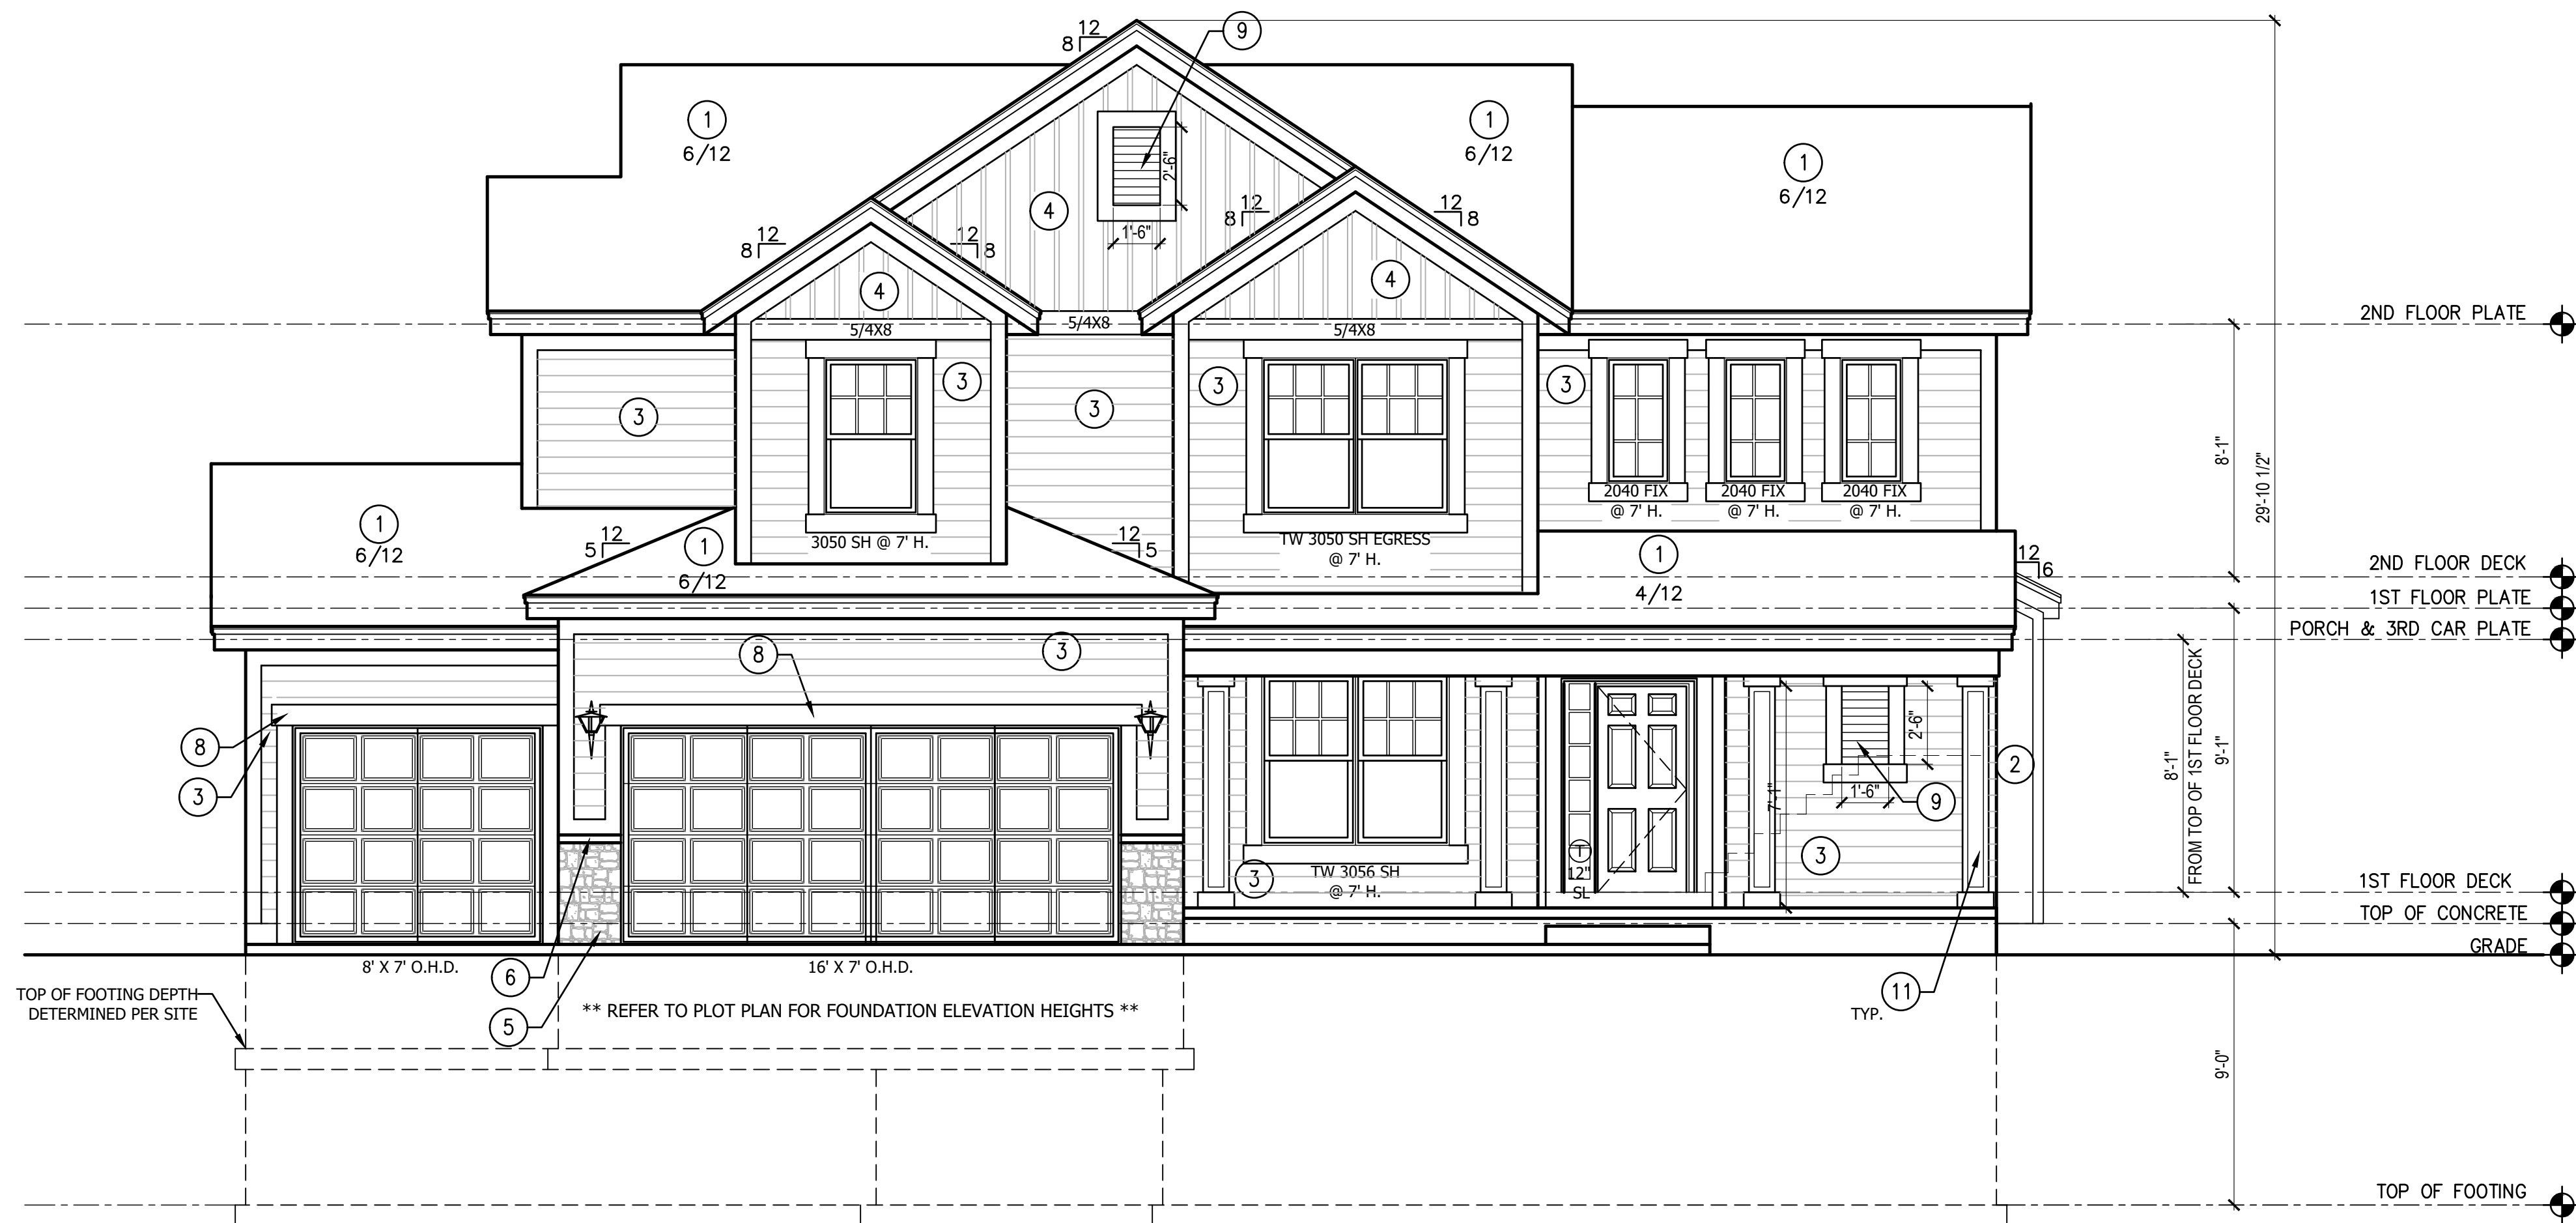 12
8
9
1
6/12
1
6/12
1
6/12
2'-6"
4
1'-6"
12
8
12
8
12
8
12
8
4
4
5/4X8
5/4X8
5/4X8
2ND FLOOR PLATE
3
3
3
3
3
8'-1"
29'-10 1/2"
2040 FIX
@ 7' H.
2040 FIX
@ 7' H.
2040 FIX
@ 7' H.
1
6/12
12
5
1
6/12
3050 SH @ 7' H.
12
5
TW 3050 SH EGRESS
@ 7' H.
1
4/12
12
6
2ND FLOOR DECK
1ST FLOOR PLATE
PORCH & 3RD CAR PLATE
8
3
8
3
2'-6"
1'-6"
7'-1"
9
2
3
8'-1"
FROM TOP OF 1ST FLOOR DECK
9'-1"
3
TW 3056 SH
@ 7' H.
T
12"
SL
1ST FLOOR DECK
TOP OF CONCRETE
GRADE
8' X 7' O.H.D.
6
16' X 7' O.H.D.
TOP OF FOOTING DEPTH
DETERMINED PER SITE
5
** REFER TO PLOT PLAN FOR FOUNDATION ELEVATION HEIGHTS **
11
TYP.
9'-0"
TOP OF FOOTING